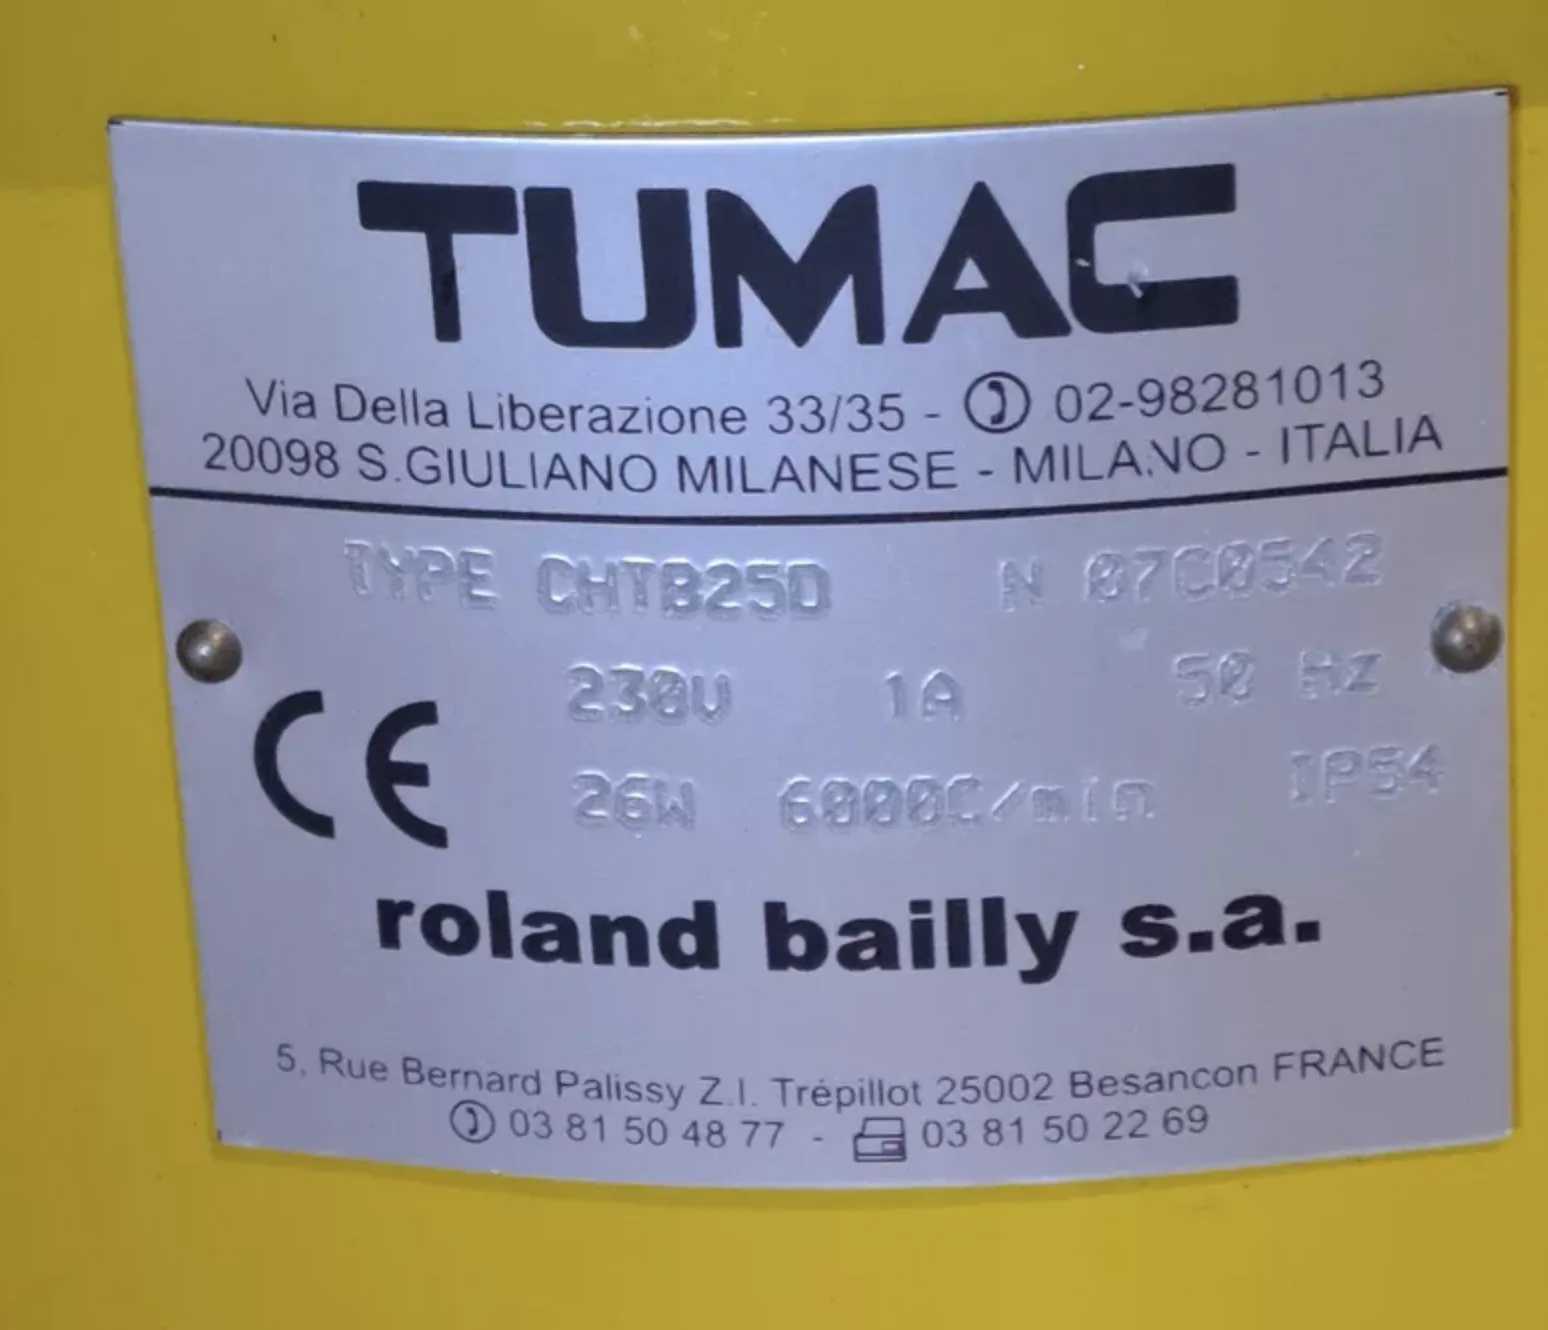 TUMAC
Via Della Liberazione 33/35 - 02-98281013
20098 S.GIULIANO MILANESE - MILANO - ITALIA
TYPE CHTB25D N 07C0542
230V 1A 50 Hz
CE 26W 6000C/min IP54
roland bailly s.a.
5, Rue Bernard Palissy Z.I. Trépillot 25002 Besancon FRANCE
03 81 50 48 77 - 03 81 50 22 69